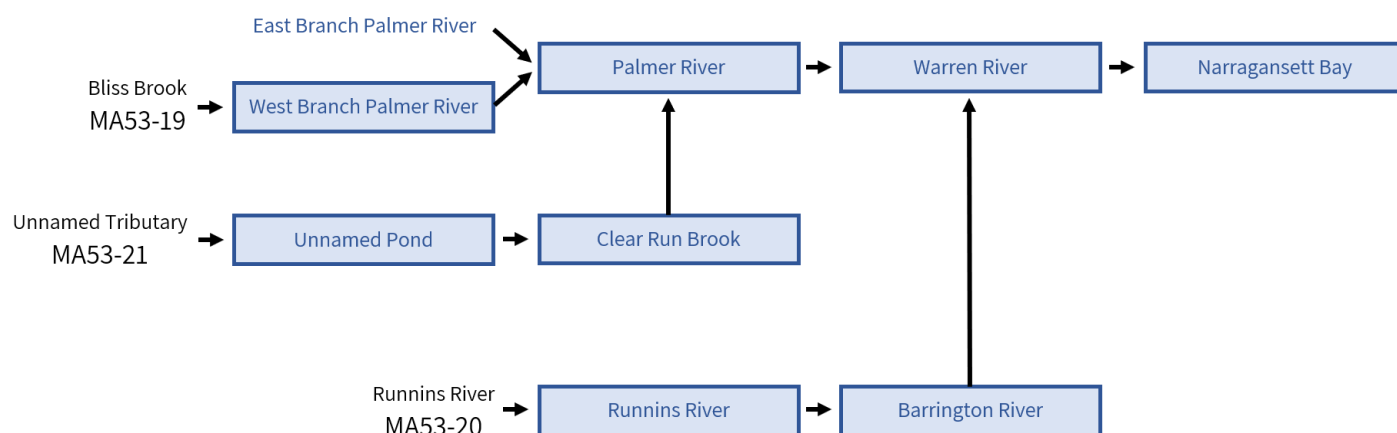 East Branch Palmer River
Palmer River
Warren River
Narragansett Bay
Bliss Brook
MA53-19
West Branch Palmer River
Unnamed Tributary
MA53-21
Unnamed Pond
Clear Run Brook
Runnins River
MA53-20
Runnins River
Barrington River